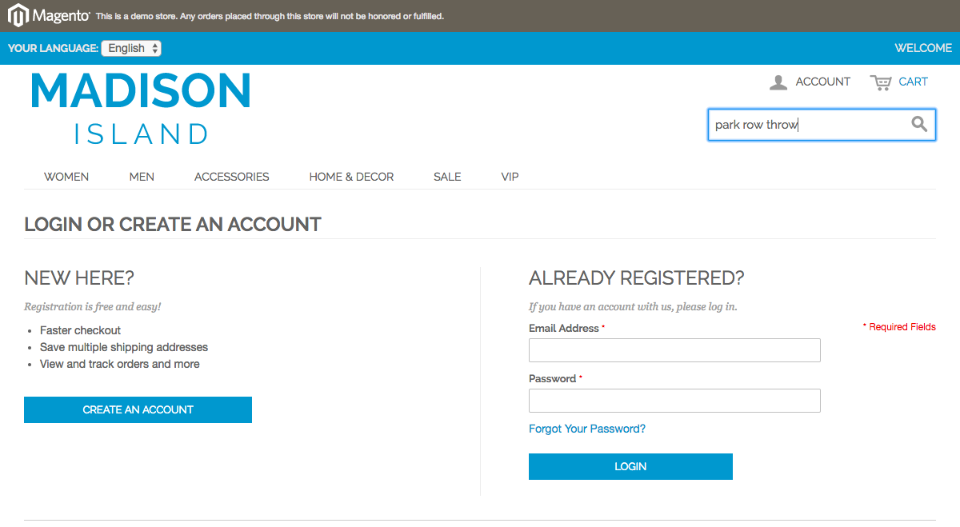 Magento® This is a demo store. Any orders placed through this store will not be honored or fulfilled.
YOUR LANGUAGE: English WELCOME
MADISON
ISLAND
ACCOUNT CART
park row throw
WOMEN MEN ACCESSORIES HOME & DECOR SALE VIP
LOGIN OR CREATE AN ACCOUNT
NEW HERE?
Registration is free and easy!
• Faster checkout
• Save multiple shipping addresses
• View and track orders and more
CREATE AN ACCOUNT
ALREADY REGISTERED?
If you have an account with us, please log in.
Email Address *
* Required Fields
Password *
Forgot Your Password?
LOGIN